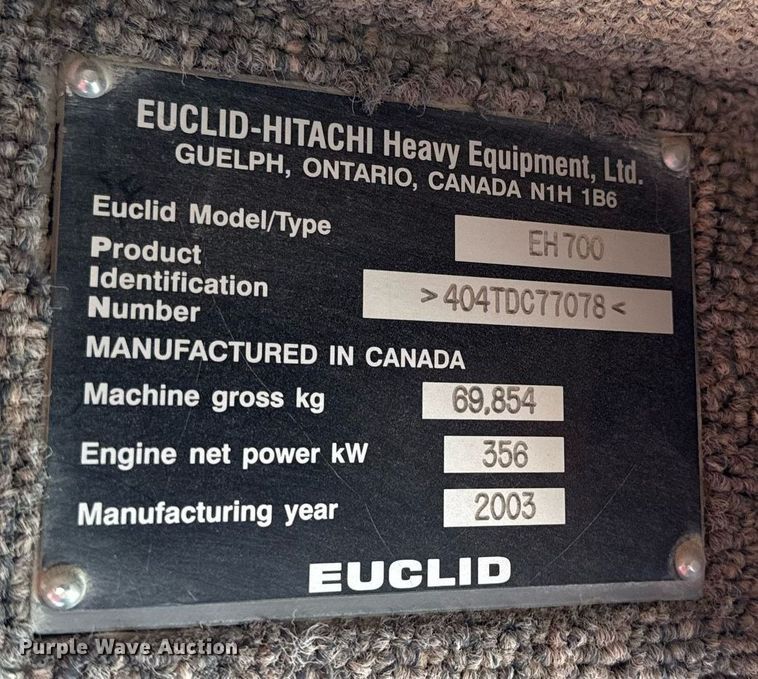 EUCLID-HITACHI Heavy Equipment, Ltd.
GUELPH, ONTARIO, CANADA N1H 1B6
Euclid Model/Type EH700
Product
Identification
Number >404TDC77078<
MANUFACTURED IN CANADA
Machine gross kg 69,854
Engine net power kW 356
Manufacturing year 2003
EUCLID
Purple Wave Auction